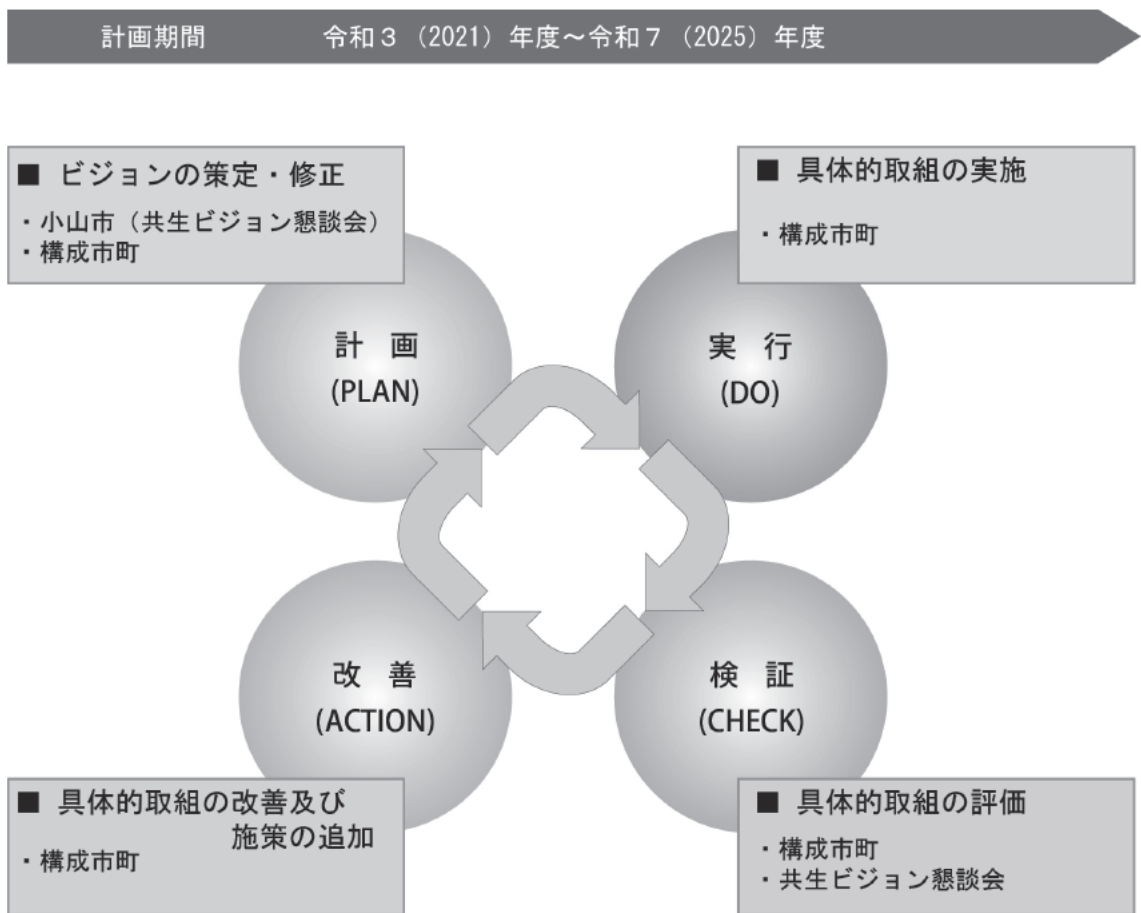 計画期間 令和３（2021）年度～令和７（2025）年度
■ ビジョンの策定・修正
・小山市（共生ビジョン懇談会）
・構成市町
■ 具体的取組の実施
・構成市町
計 画
(PLAN)
実 行
(DO)
改 善
(ACTION)
検 証
(CHECK)
■ 具体的取組の改善及び
施策の追加
・構成市町
■ 具体的取組の評価
・構成市町
・共生ビジョン懇談会